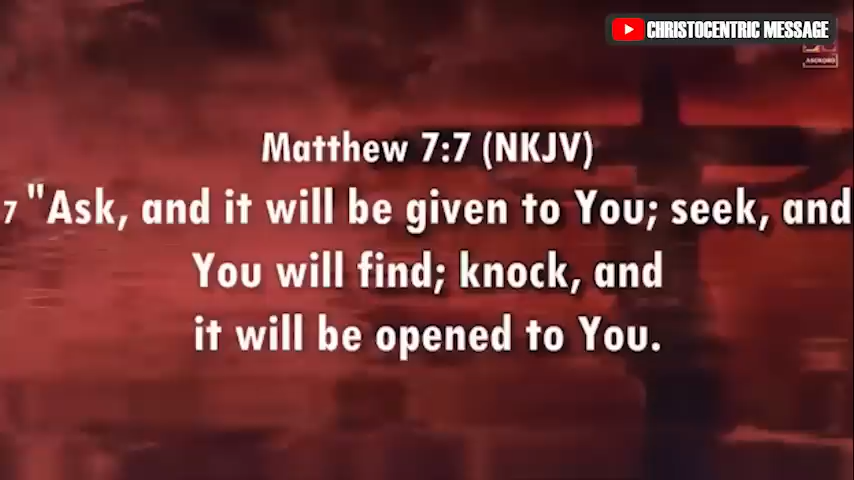 CHRISTOCENTRIC MESSAGE
Matthew 7:7 (NKJV)
7 "Ask, and it will be given to You; seek, and
You will find; knock, and
it will be opened to You.